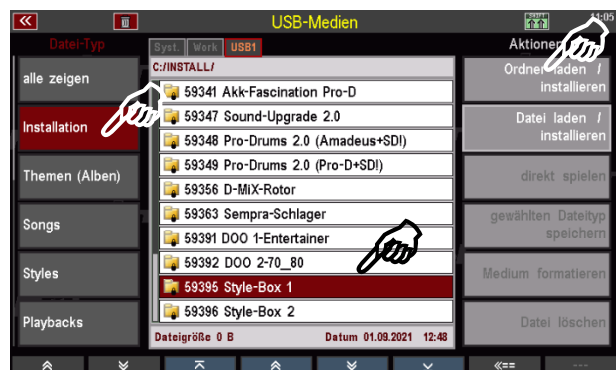 USB-Medien
11:05
Datei-Typ
alle zeigen
Installation
Themen (Alben)
Songs
Styles
Playbacks
Syst. Work USB1
C:/INSTALL/
59341 Akk-Fascination Pro-D
59347 Sound-Upgrade 2.0
59348 Pro-Drums 2.0 (Amadeus+SD!)
59349 Pro-Drums 2.0 (Pro-D+SD!)
59356 D-MiX-Rotor
59363 Sempra-Schlager
59391 DOO 1-Entertainer
59392 DOO 2-70_80
59395 Style-Box 1
59396 Style-Box 2
Dateigröße 0 B Datum 01.09.2021 12:48
Aktionen
Ordner laden /
installieren
Datei laden /
installieren
direkt spielen
gewählten Dateityp
speichern
Medium formatieren
Datei löschen
«==
---